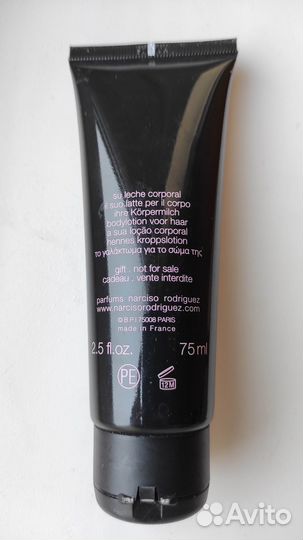 su leche corporal
il suo latte per il corpo
ihre Körpermilch
bodylotion voor haar
a sua loção corporal
hennes kroppslotion
το γαλάκτωμα για το σώμα της
gift . not for sale
cadeau . vente interdite
parfums narciso rodriguez
www.narcisorodriguez.com
© B.P.I.75008 PARIS
made in France
2.5 fl.oz. 75 ml
PE 12M
Avito